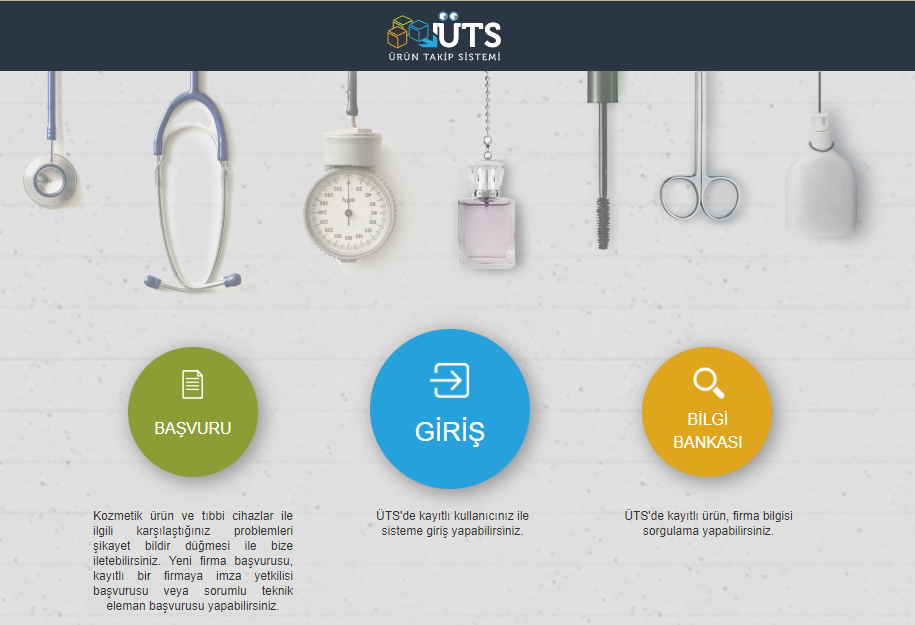 ÜTS
ÜRÜN TAKİP SİSTEMİ
BAŞVURU
GİRİŞ
BİLGİ
BANKASI
Kozmetik ürün ve tıbbi cihazlar ile
ilgili karşılaştığınız problemleri
şikayet bildir düğmesi ile bize
iletebilirsiniz. Yeni firma başvurusu,
kayıtlı bir firmaya imza yetkilisi
başvurusu veya sorumlu teknik
eleman başvurusu yapabilirsiniz.
ÜTS'de kayıtlı kullanıcınız ile
sisteme giriş yapabilirsiniz.
ÜTS'de kayıtlı ürün, firma bilgisi
sorgulama yapabilirsiniz.